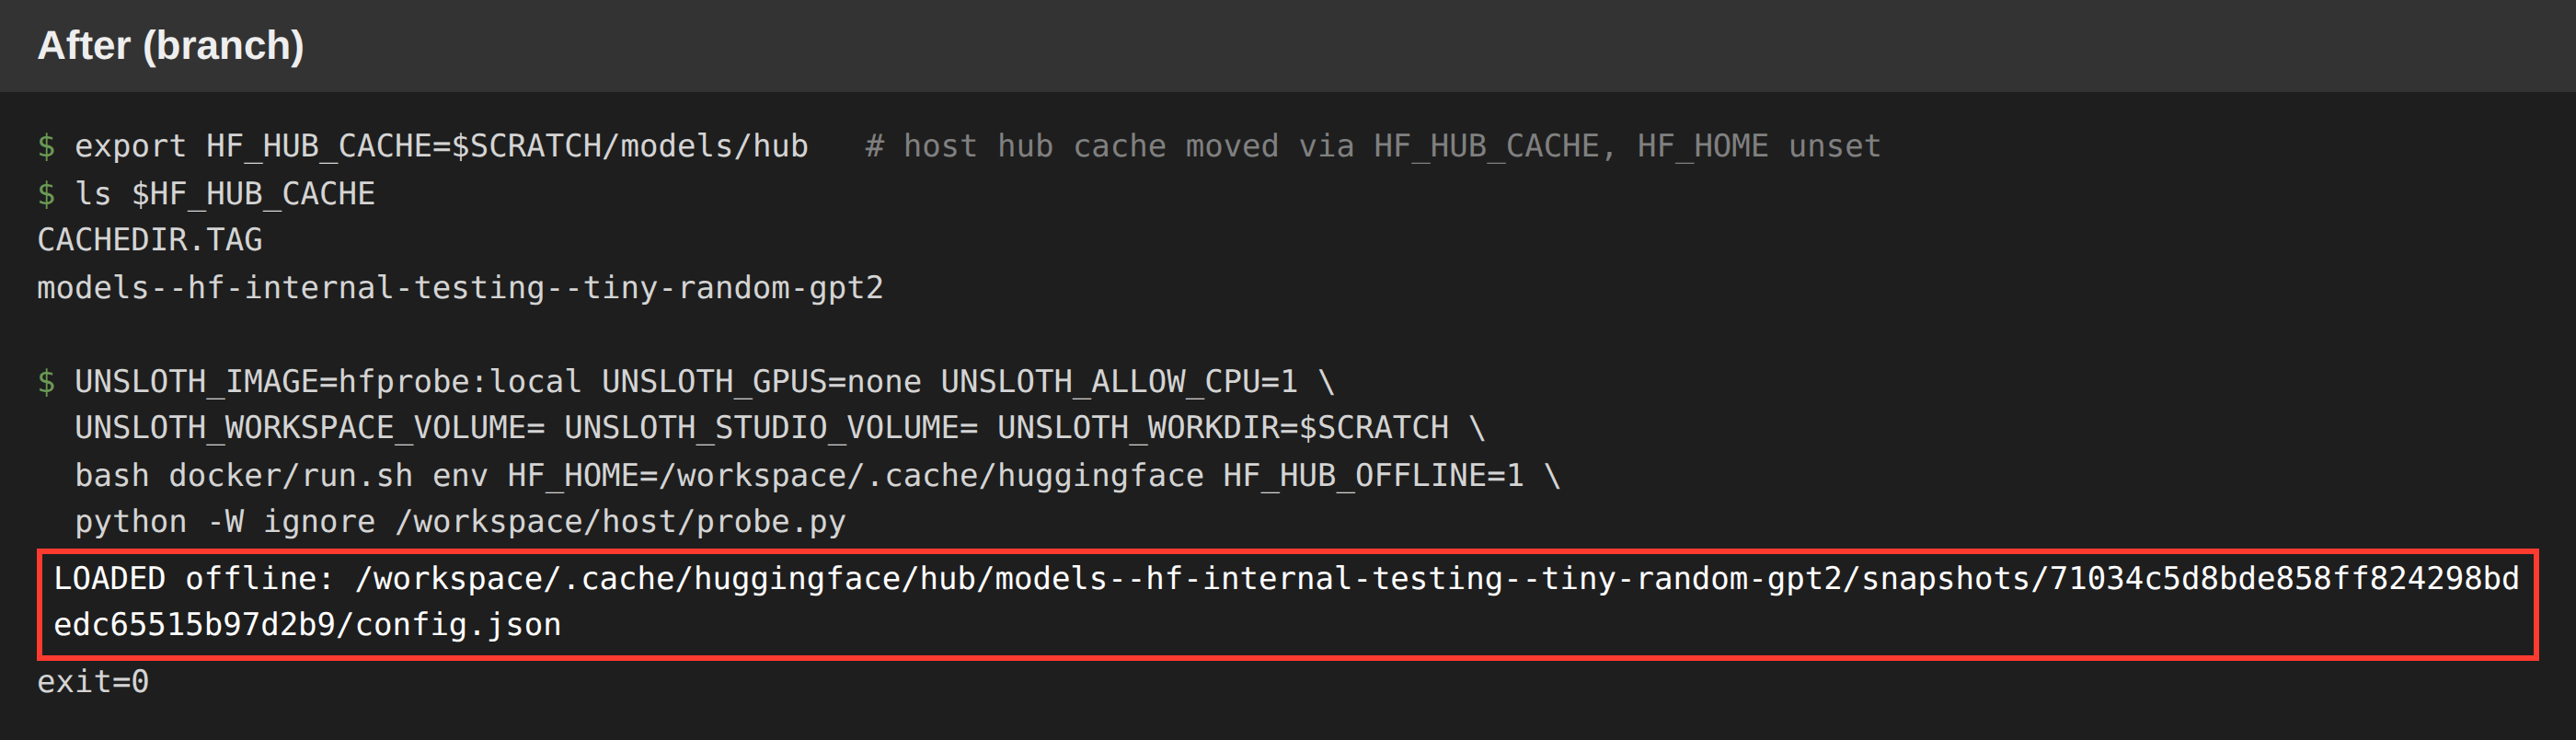 After (branch)
$ export HF_HUB_CACHE=$SCRATCH/models/hub   # host hub cache moved via HF_HUB_CACHE, HF_HOME unset
$ ls $HF_HUB_CACHE
CACHEDIR.TAG
models--hf-internal-testing--tiny-random-gpt2
$ UNSLOTH_IMAGE=hfprobe:local UNSLOTH_GPUS=none UNSLOTH_ALLOW_CPU=1 \
  UNSLOTH_WORKSPACE_VOLUME= UNSLOTH_STUDIO_VOLUME= UNSLOTH_WORKDIR=$SCRATCH \
  bash docker/run.sh env HF_HOME=/workspace/.cache/huggingface HF_HUB_OFFLINE=1 \
  python -W ignore /workspace/host/probe.py
LOADED offline: /workspace/.cache/huggingface/hub/models--hf-internal-testing--tiny-random-gpt2/snapshots/71034c5d8bde858ff824298bd
edc65515b97d2b9/config.json
exit=0